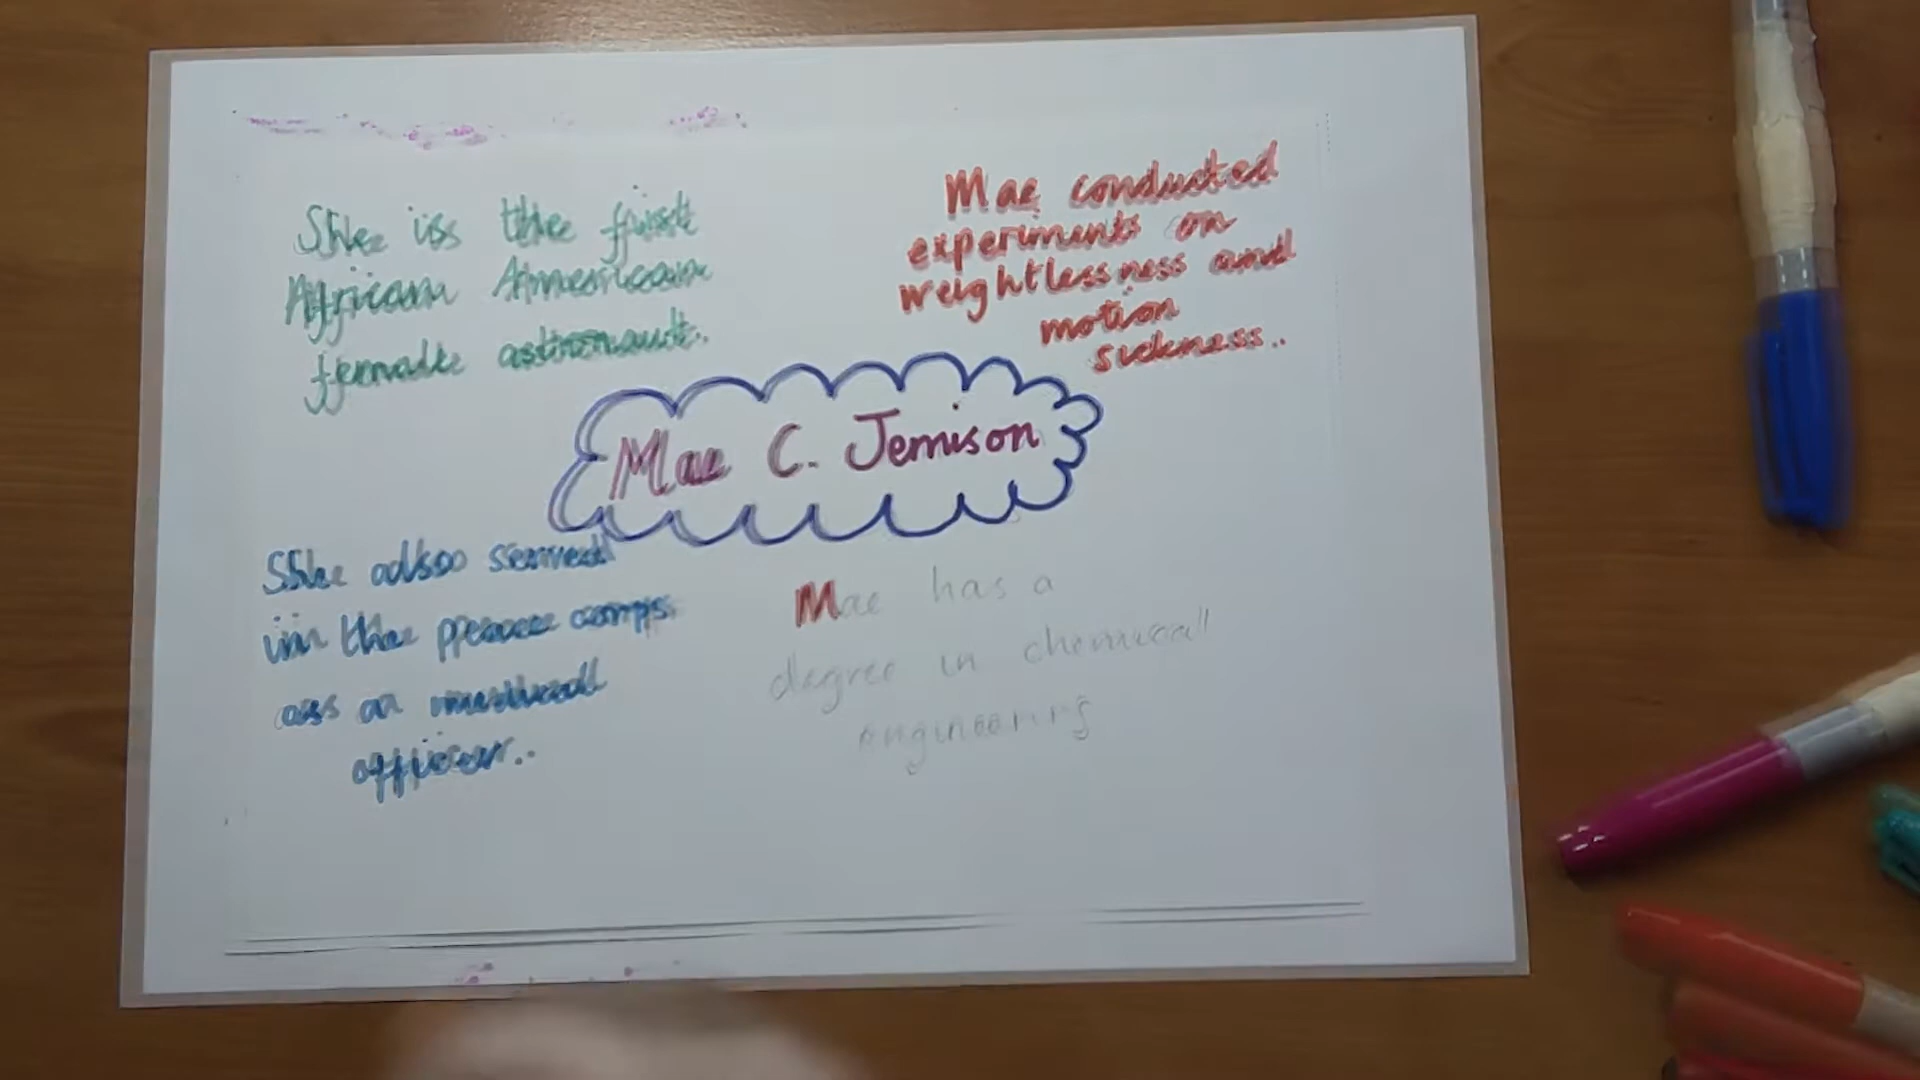 She is the first
African American
female astronaut.
Mae conducted
experiments on
weightlessness and
motion
sickness..
Mae C. Jemison
She also served
in the peace corps
as a medical
officer..
Mae has a
degree in chemical
engineering